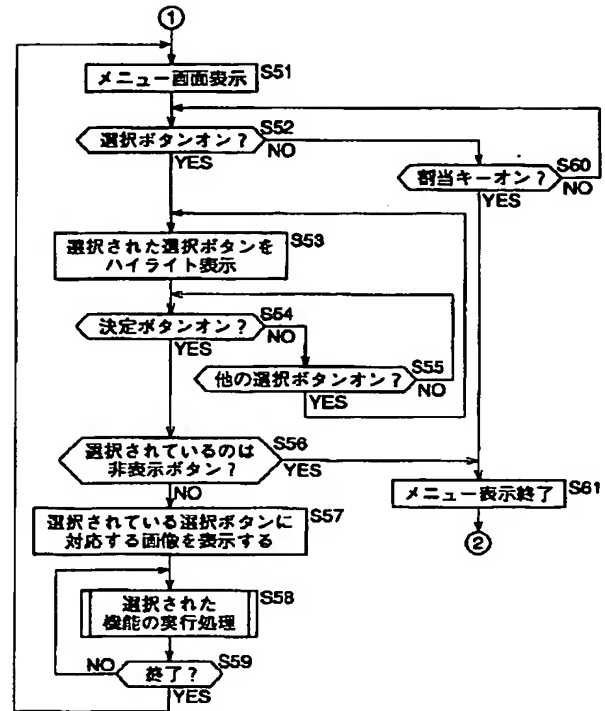 ①
メニュー画面表示 S51
選択ボタンオン? S52
YES
NO
割当キーオン? S60
YES
NO
選択された選択ボタンを
ハイライト表示
S53
決定ボタンオン? S54
YES
NO
他の選択ボタンオン? S55
YES
NO
選択されているのは
非表示ボタン?
S56
YES
NO
メニュー表示終了 S61
②
選択されている選択ボタンに
対応する画像を表示する
S57
選択された
機能の実行処理
S58
終了? S59
NO
YES